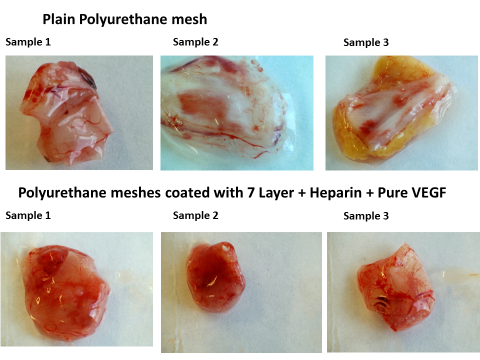 Plain Polyurethane mesh
Sample 1 Sample 2 Sample 3
Polyurethane meshes coated with 7 Layer + Heparin + Pure VEGF
Sample 1 Sample 2 Sample 3